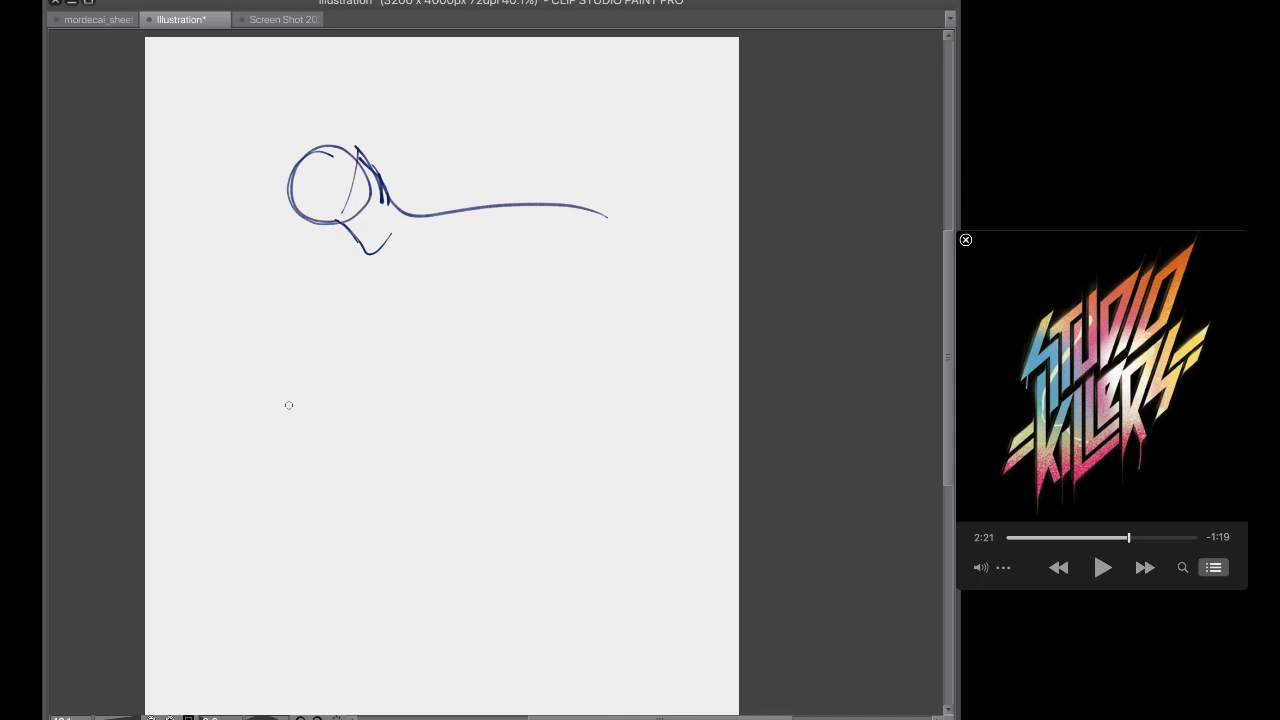 Illustration* (3200 x 4000px 72dpi 40.1%) - CLIP STUDIO PAINT PRO
mordecai_shee Illustration* Screen Shot 20
STUDIO
KILLERS
2:21 -1:19